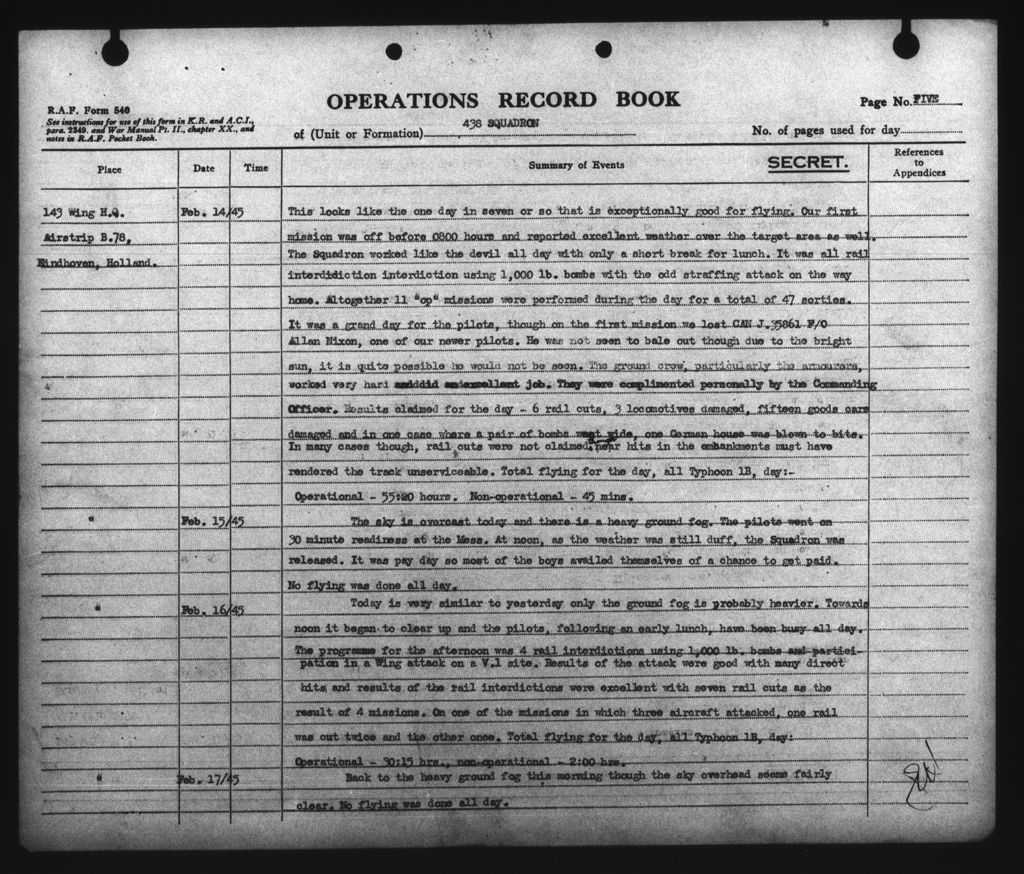 R.A.F. Form 540
See instructions for use of this form in K.R. and A.C.I.,
para. 2349, and War Manual Pt. II., chapter XX., and
notes in R.A.F. Pocket Book.
OPERATIONS RECORD BOOK
of (Unit or Formation) 438 SQUADRON
Page No. FIVE
No. of pages used for day
SECRET.
Place Date Time Summary of Events References to Appendices
143 Wing H.Q. Feb. 14/45 This looks like the one day in seven or so that is exceptionally good for flying. Our first
Airstrip B.78, mission was off before 0800 hours and reported excellent weather over the target area as well.
Eindhoven, Holland. The Squadron worked like the devil all day with only a short break for lunch. It was all rail
interdidiction interdiction using 1,000 lb. bombs with the odd straffing attack on the way
home. Altogether 11 "op" missions were performed during the day for a total of 47 sorties.
It was a grand day for the pilots, though on the first mission we lost CAN J.35861 F/O
Allan Nixon, one of our newer pilots. He was not seen to bale out though due to the bright
sun, it is quite possible he would not be seen. The ground crew, particularly the armourers,
worked very hard anddid anexcellent job. They were complimented personally by the Commanding
Officer. Results claimed for the day - 6 rail cuts, 3 locomotives damaged, fifteen goods cars
damaged and in one case where a pair of bombs went wide, one German house was blown to bits.
In many cases though, rail cuts were not claimed, near hits in the embankments must have
rendered the track unserviceable. Total flying for the day, all Typhoon 1B, day:-
Operational - 55:20 hours. Non-operational - 45 mins.
" Feb. 15/45 The sky is overcast today and there is a heavy ground fog. The pilots went on
30 minute readiness at the Mess. At noon, as the weather was still duff, the Squadron was
released. It was pay day so most of the boys availed themselves of a chance to get paid.
No flying was done all day.
" Feb. 16/45 Today is very similar to yesterday only the ground fog is probably heavier. Towards
noon it began to clear up and the pilots, following an early lunch, have been busy all day.
The programme for the afternoon was 4 rail interdictions using 1,000 lb. bombs and partici-
pation in a Wing attack on a V.1 site. Results of the attack were good with many direct
hits and results of the rail interdictions were excellent with seven rail cuts as the
result of 4 missions. On one of the missions in which three aircraft attacked, one rail
was cut twice and the other once. Total flying for the day, all Typhoon 1B, day:
Operational - 30:15 hrs., non-operational - 2:00 hrs.
" Feb. 17/45 Back to the heavy ground fog this morning though the sky overhead seems fairly
clear. No flying was done all day.